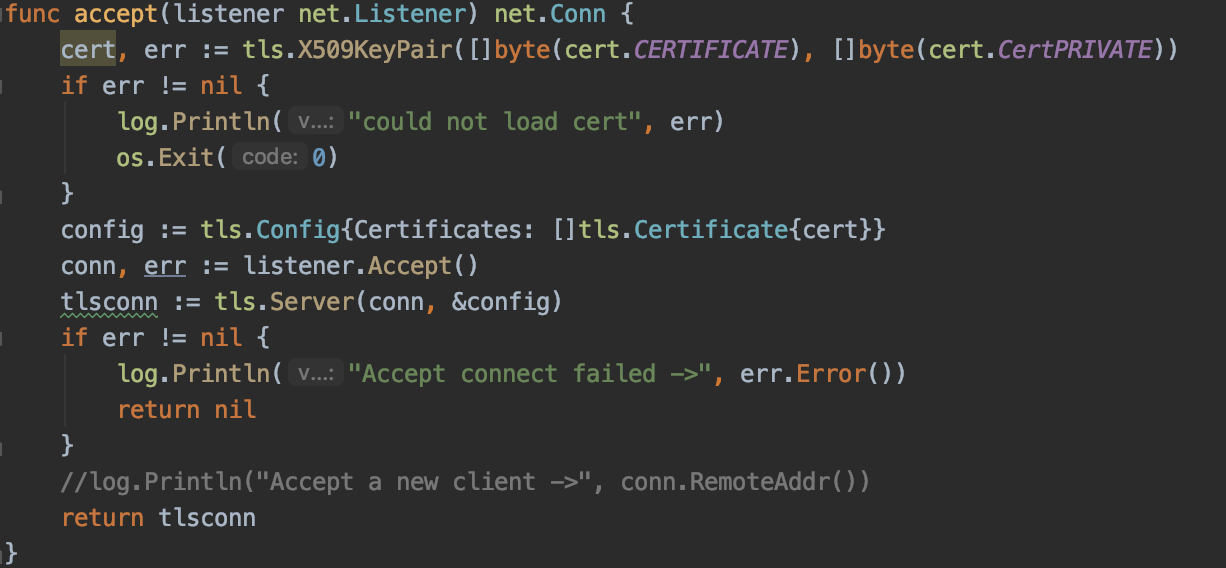 func accept(listener net.Listener) net.Conn {
cert, err := tls.X509KeyPair([]byte(cert.CERTIFICATE), []byte(cert.CertPRIVATE))
if err != nil {
log.Println( v...: "could not load cert", err)
os.Exit( code: 0)
}
config := tls.Config{Certificates: []tls.Certificate{cert}}
conn, err := listener.Accept()
tlsconn := tls.Server(conn, &config)
if err != nil {
log.Println( v...: "Accept connect failed ->", err.Error())
return nil
}
//log.Println("Accept a new client ->", conn.RemoteAddr())
return tlsconn
}